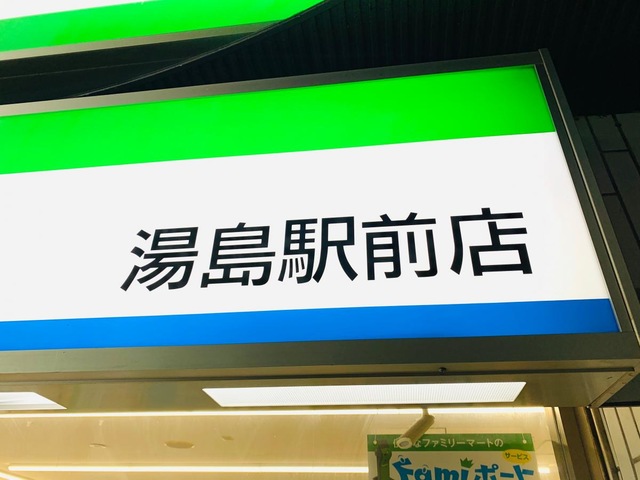 湯島駅前店
なファミリーマートの
サービス
Famiポート